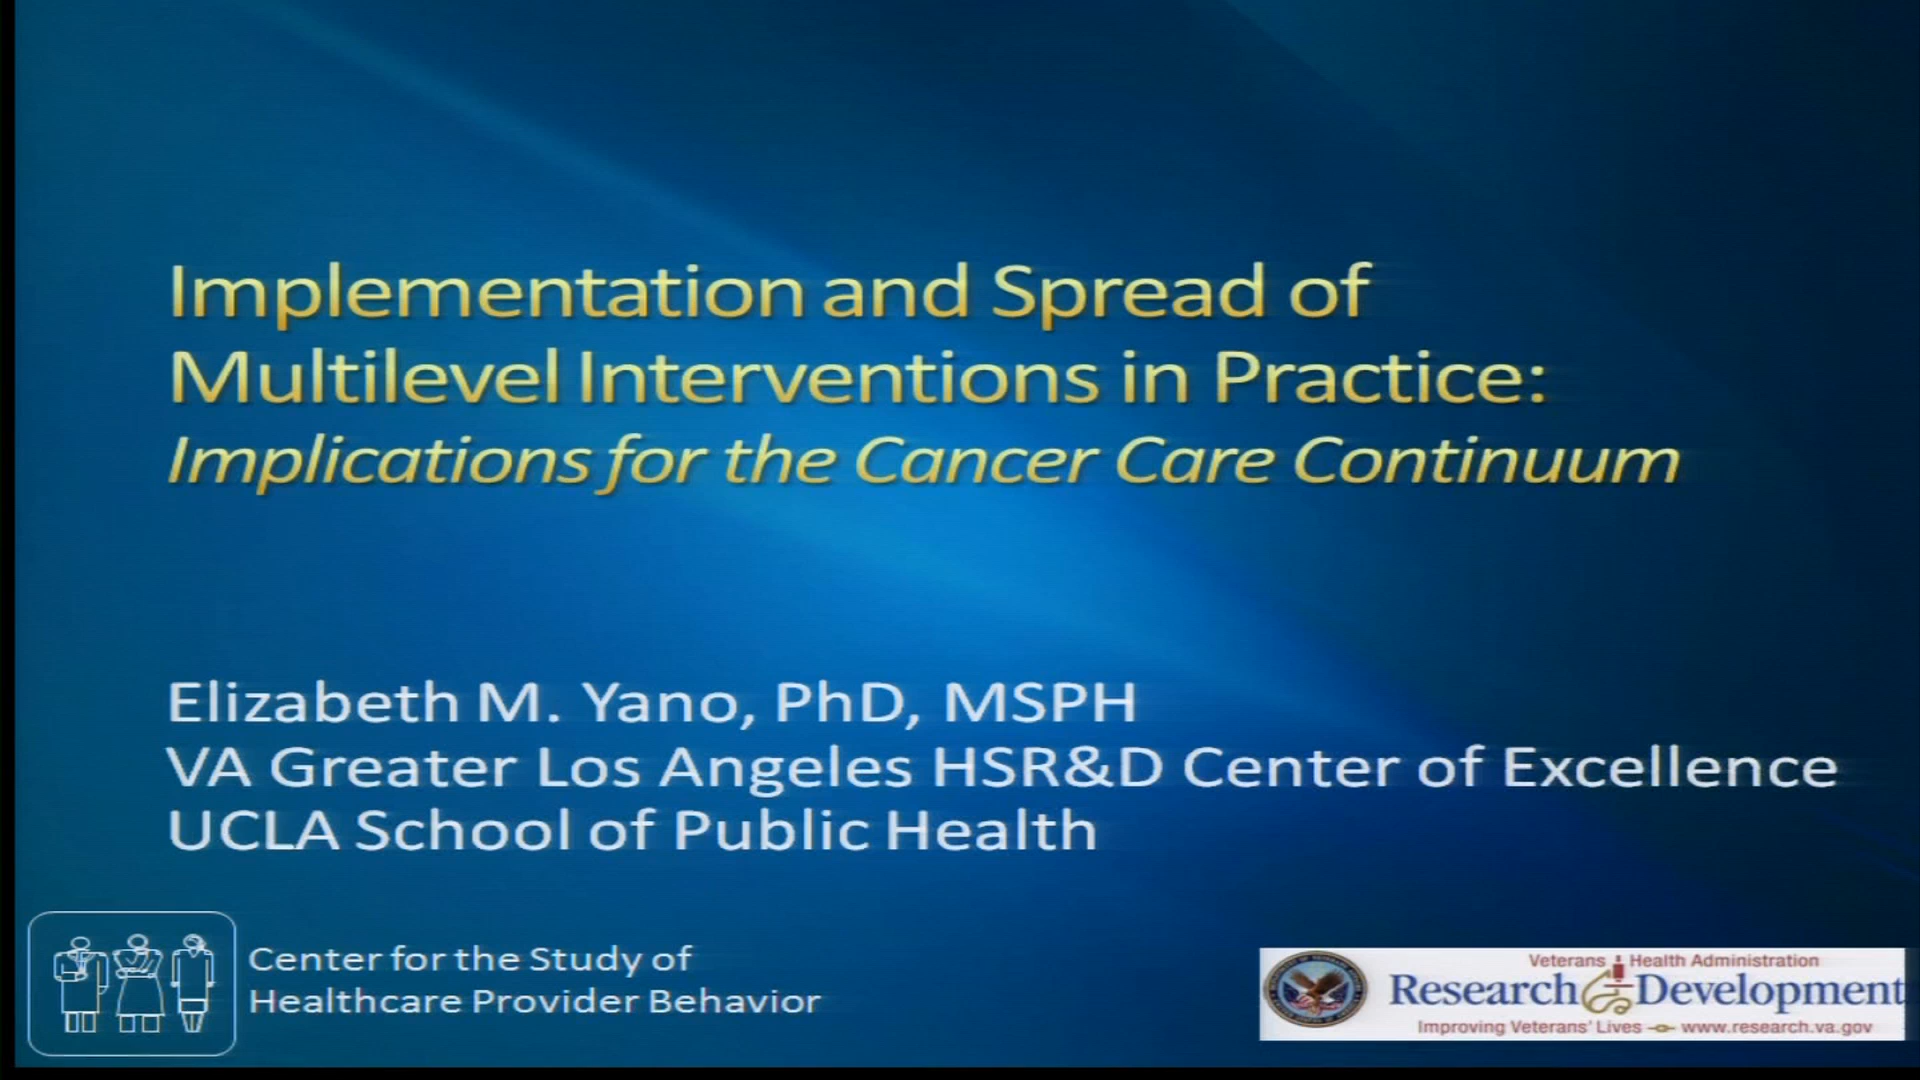 Implementation and Spread of
Multilevel Interventions in Practice:
Implications for the Cancer Care Continuum
Elizabeth M. Yano, PhD, MSPH
VA Greater Los Angeles HSR&D Center of Excellence
UCLA School of Public Health
Center for the Study of
Healthcare Provider Behavior
Veterans Health Administration
Research & Development
Improving Veterans' Lives www.research.va.gov